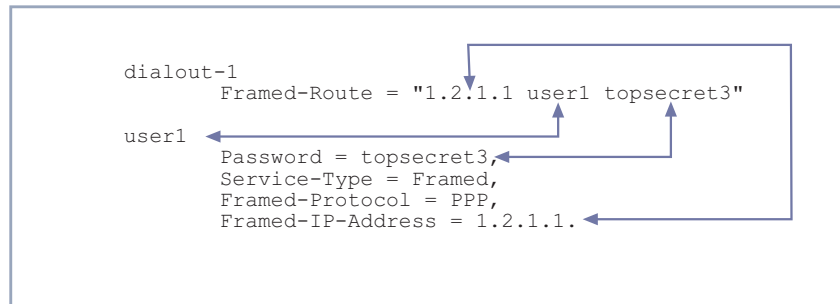 dialout-1
Framed-Route = "1.2.1.1 user1 topsecret3"
user1
Password = topsecret3,
Service-Type = Framed,
Framed-Protocol = PPP,
Framed-IP-Address = 1.2.1.1.